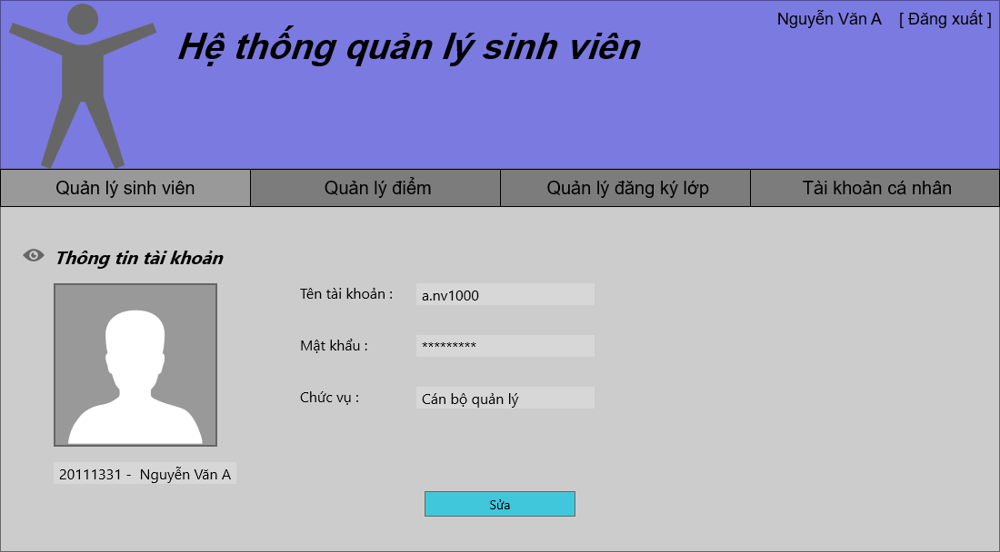 Nguyễn Văn A [ Đăng xuất ]
Hệ thống quản lý sinh viên
Quản lý sinh viên Quản lý điểm Quản lý đăng ký lớp Tài khoản cá nhân
Thông tin tài khoản
Tên tài khoản : a.nv1000
Mật khẩu : *********
Chức vụ : Cán bộ quản lý
20111331 - Nguyễn Văn A
Sửa